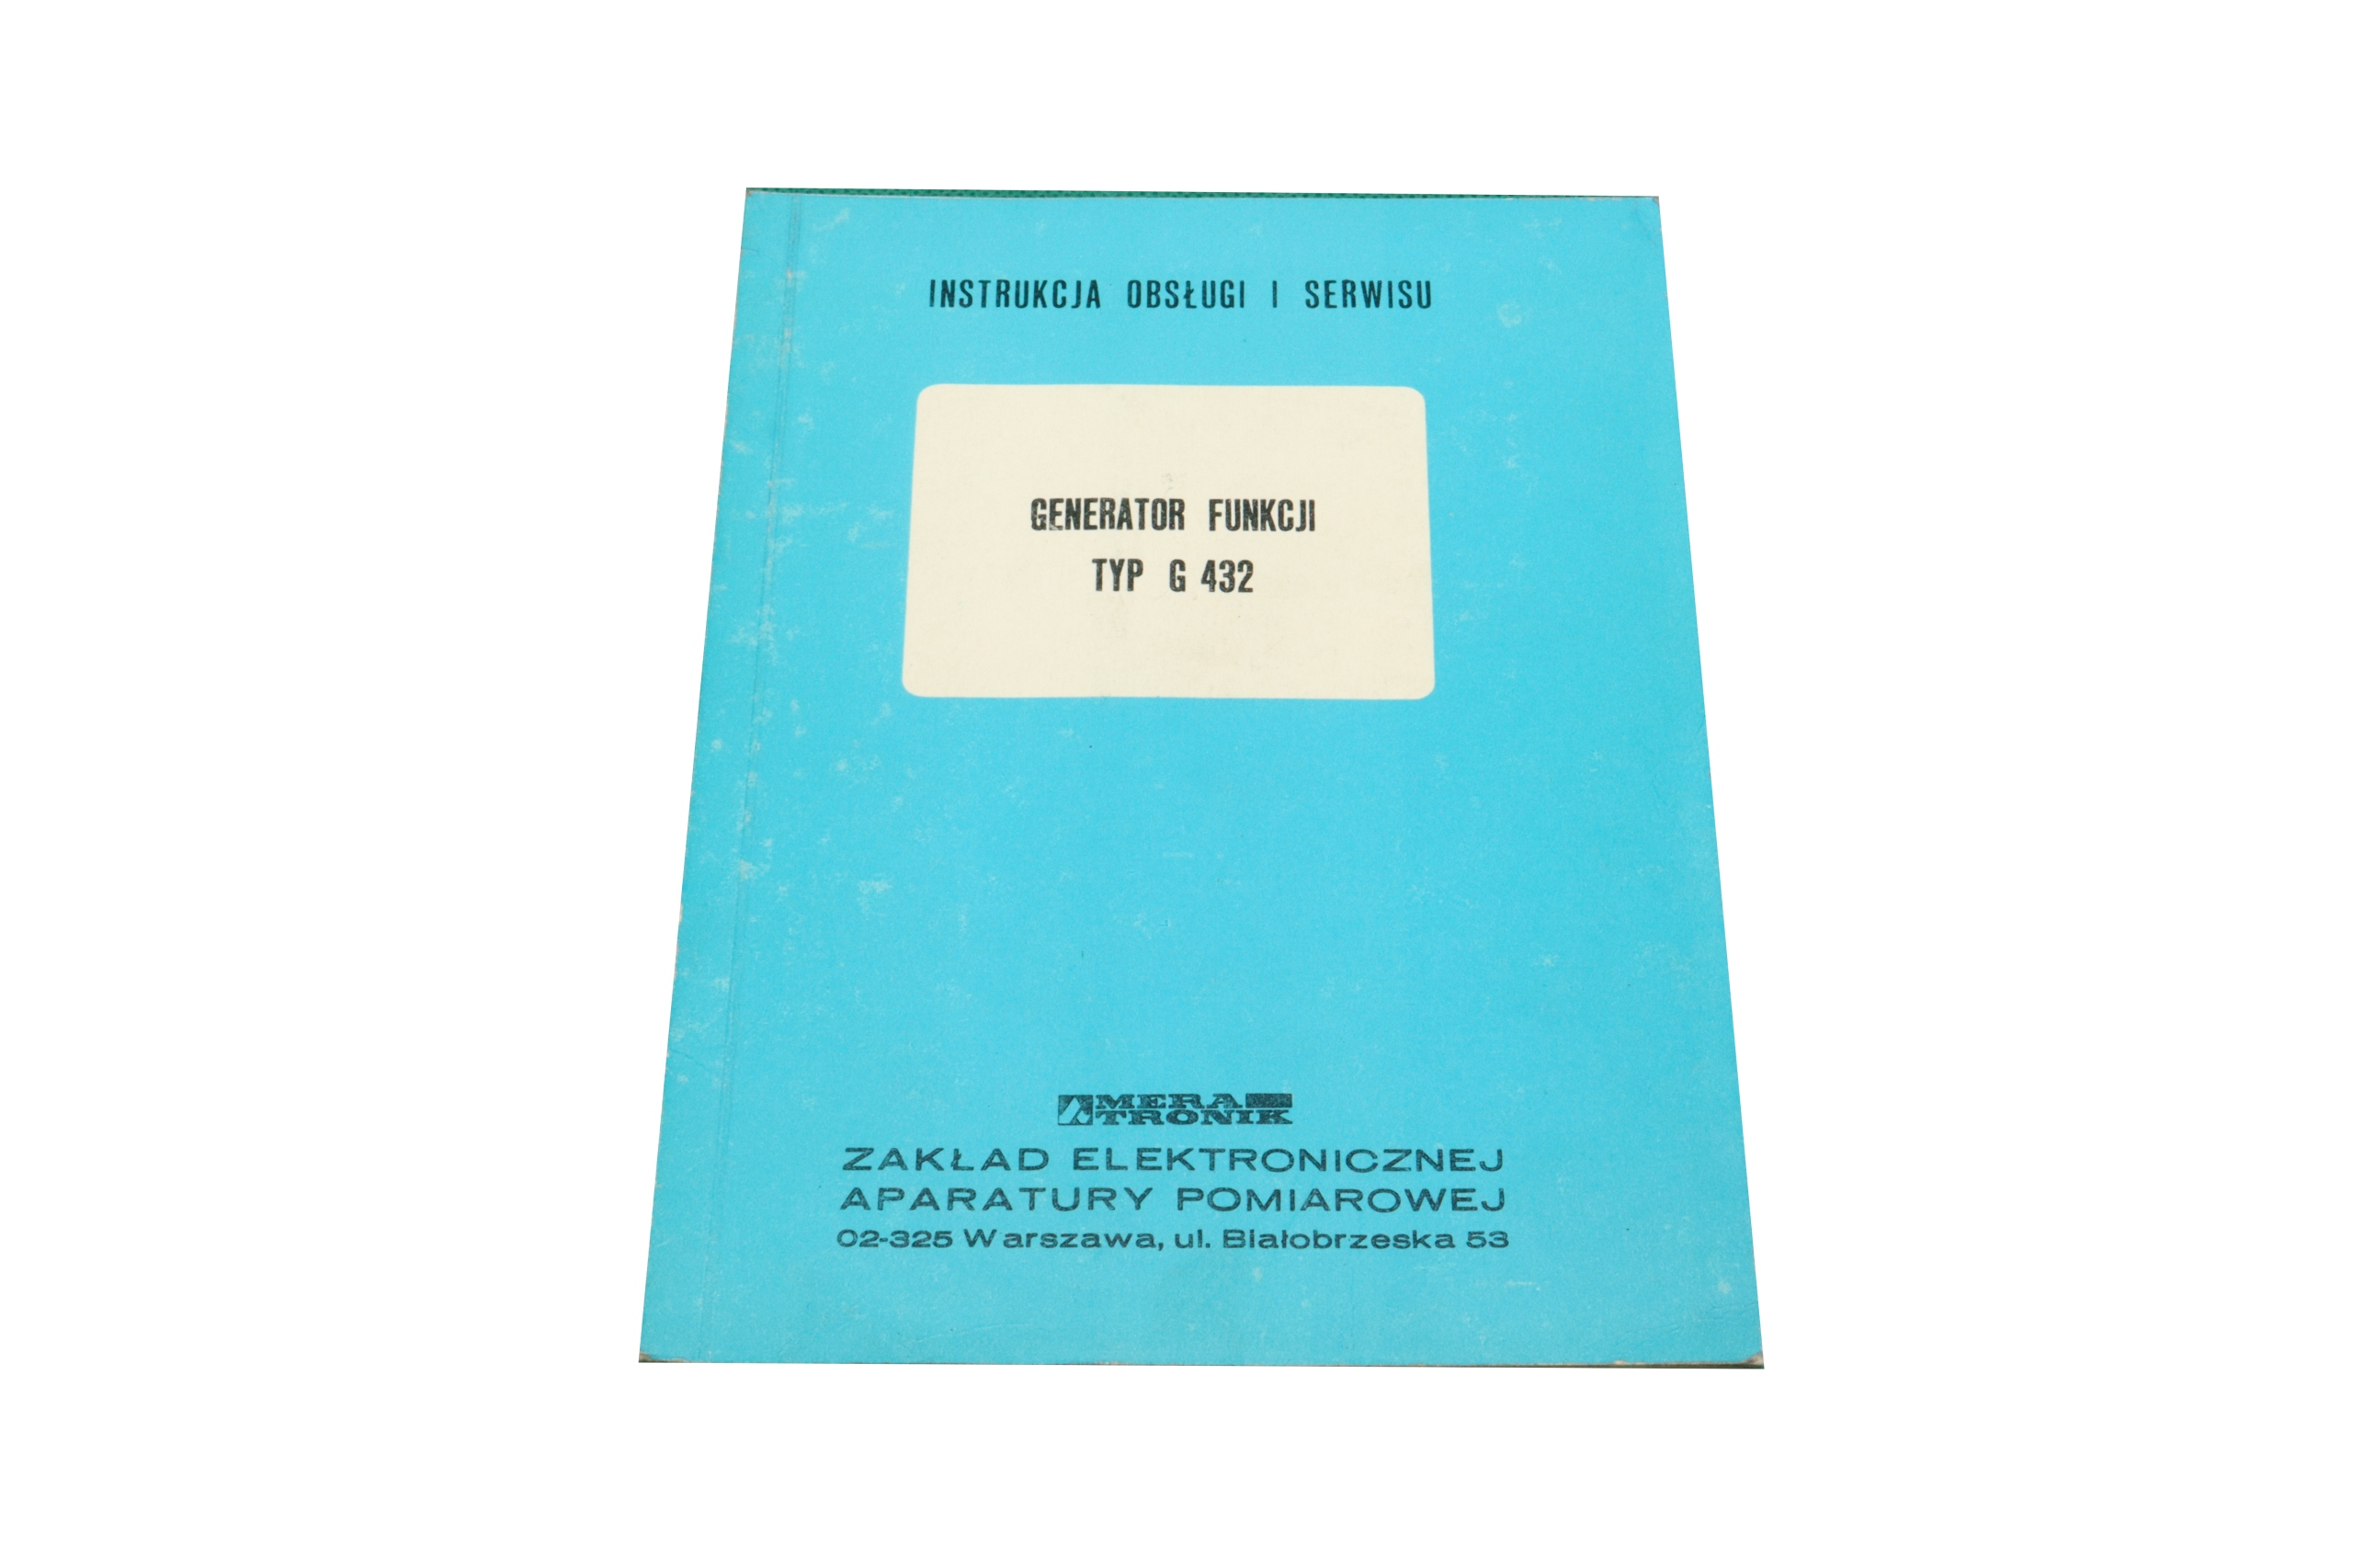 INSTRUKCJA OBSŁUGI I SERWISU
GENERATOR FUNKCJI
TYP G 432
MERA
TRONIK
ZAKŁAD ELEKTRONICZNEJ
APARATURY POMIAROWEJ
02-325 Warszawa, ul. Białobrzeska 53